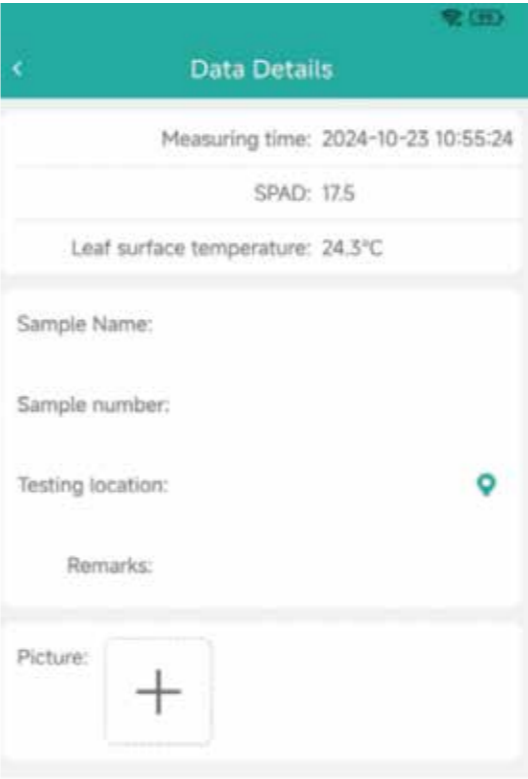 Data Details
Measuring time: 2024-10-23 10:55:24
SPAD: 17.5
Leaf surface temperature: 24.3°C
Sample Name:
Sample number:
Testing location:
Remarks:
Picture: